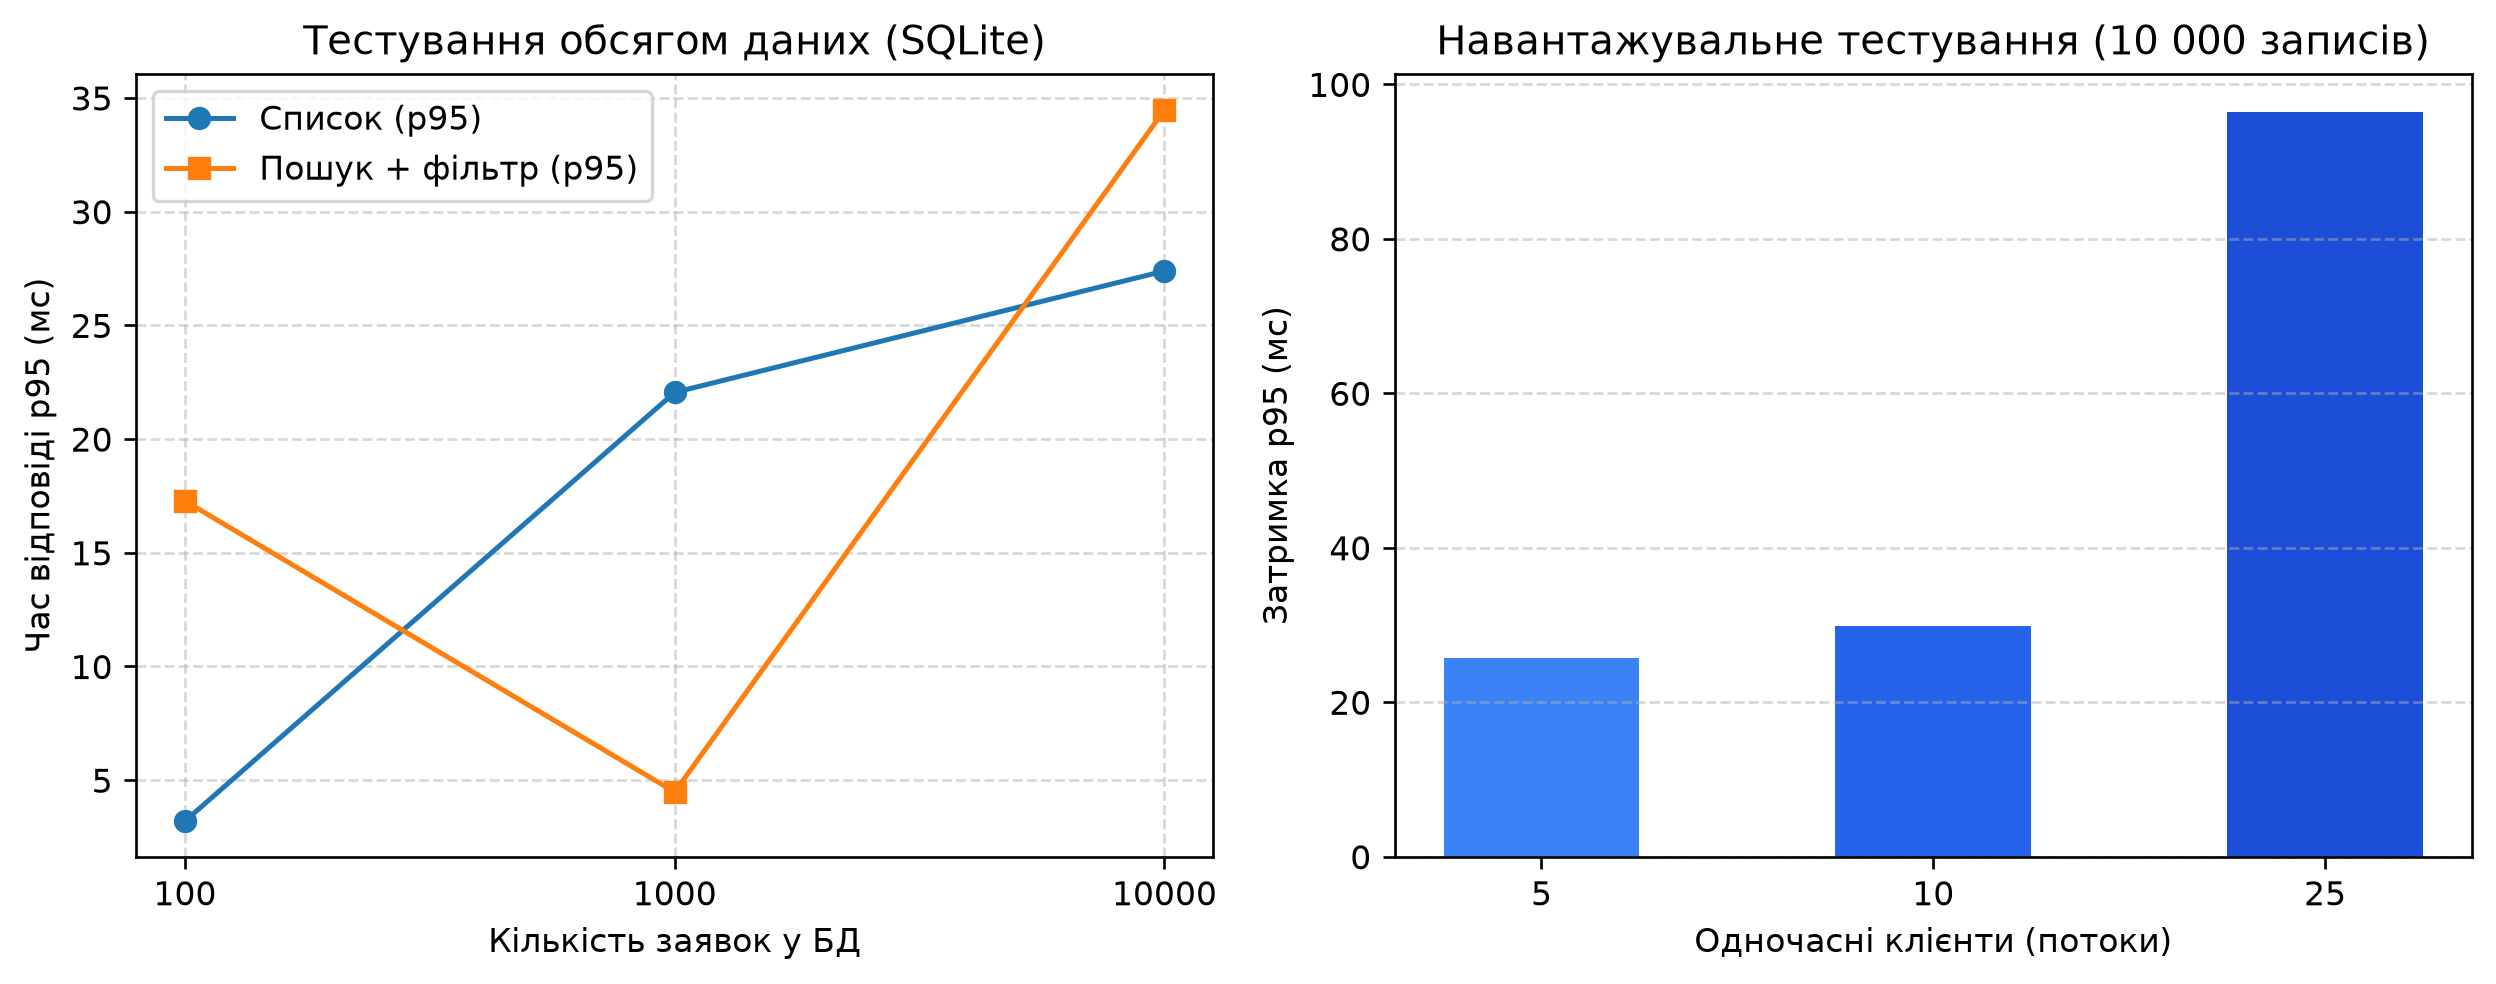 Тестування обсягом даних (SQLite)
Час відповіді p95 (мс)
35
30
25
20
15
10
5
Список (p95)
Пошук + фільтр (p95)
100
1000
10000
Кількість заявок у БД
Навантажувальне тестування (10 000 записів)
Затримка p95 (мс)
100
80
60
40
20
0
5
10
25
Одночасні клієнти (потоки)